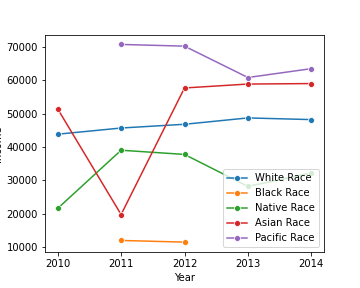 70000
60000
50000
40000
30000
20000
10000
2010 2011 2012 2013 2014
Year
White Race
Black Race
Native Race
Asian Race
Pacific Race